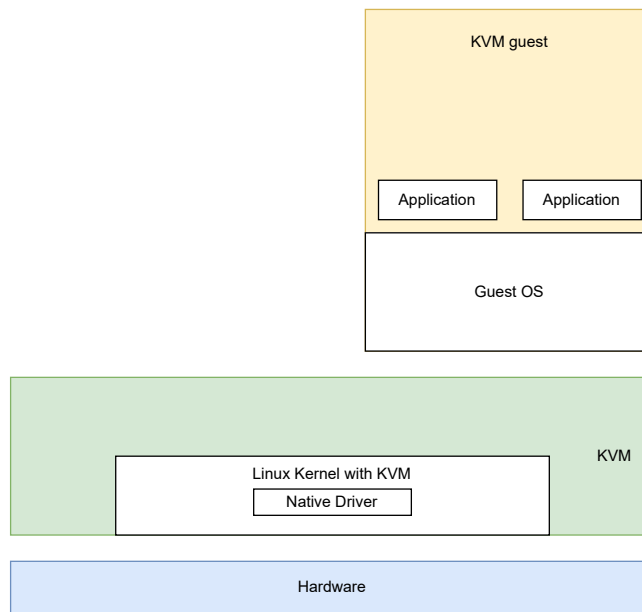 KVM guest
Application
Application
Guest OS
KVM
Linux Kernel with KVM
Native Driver
Hardware